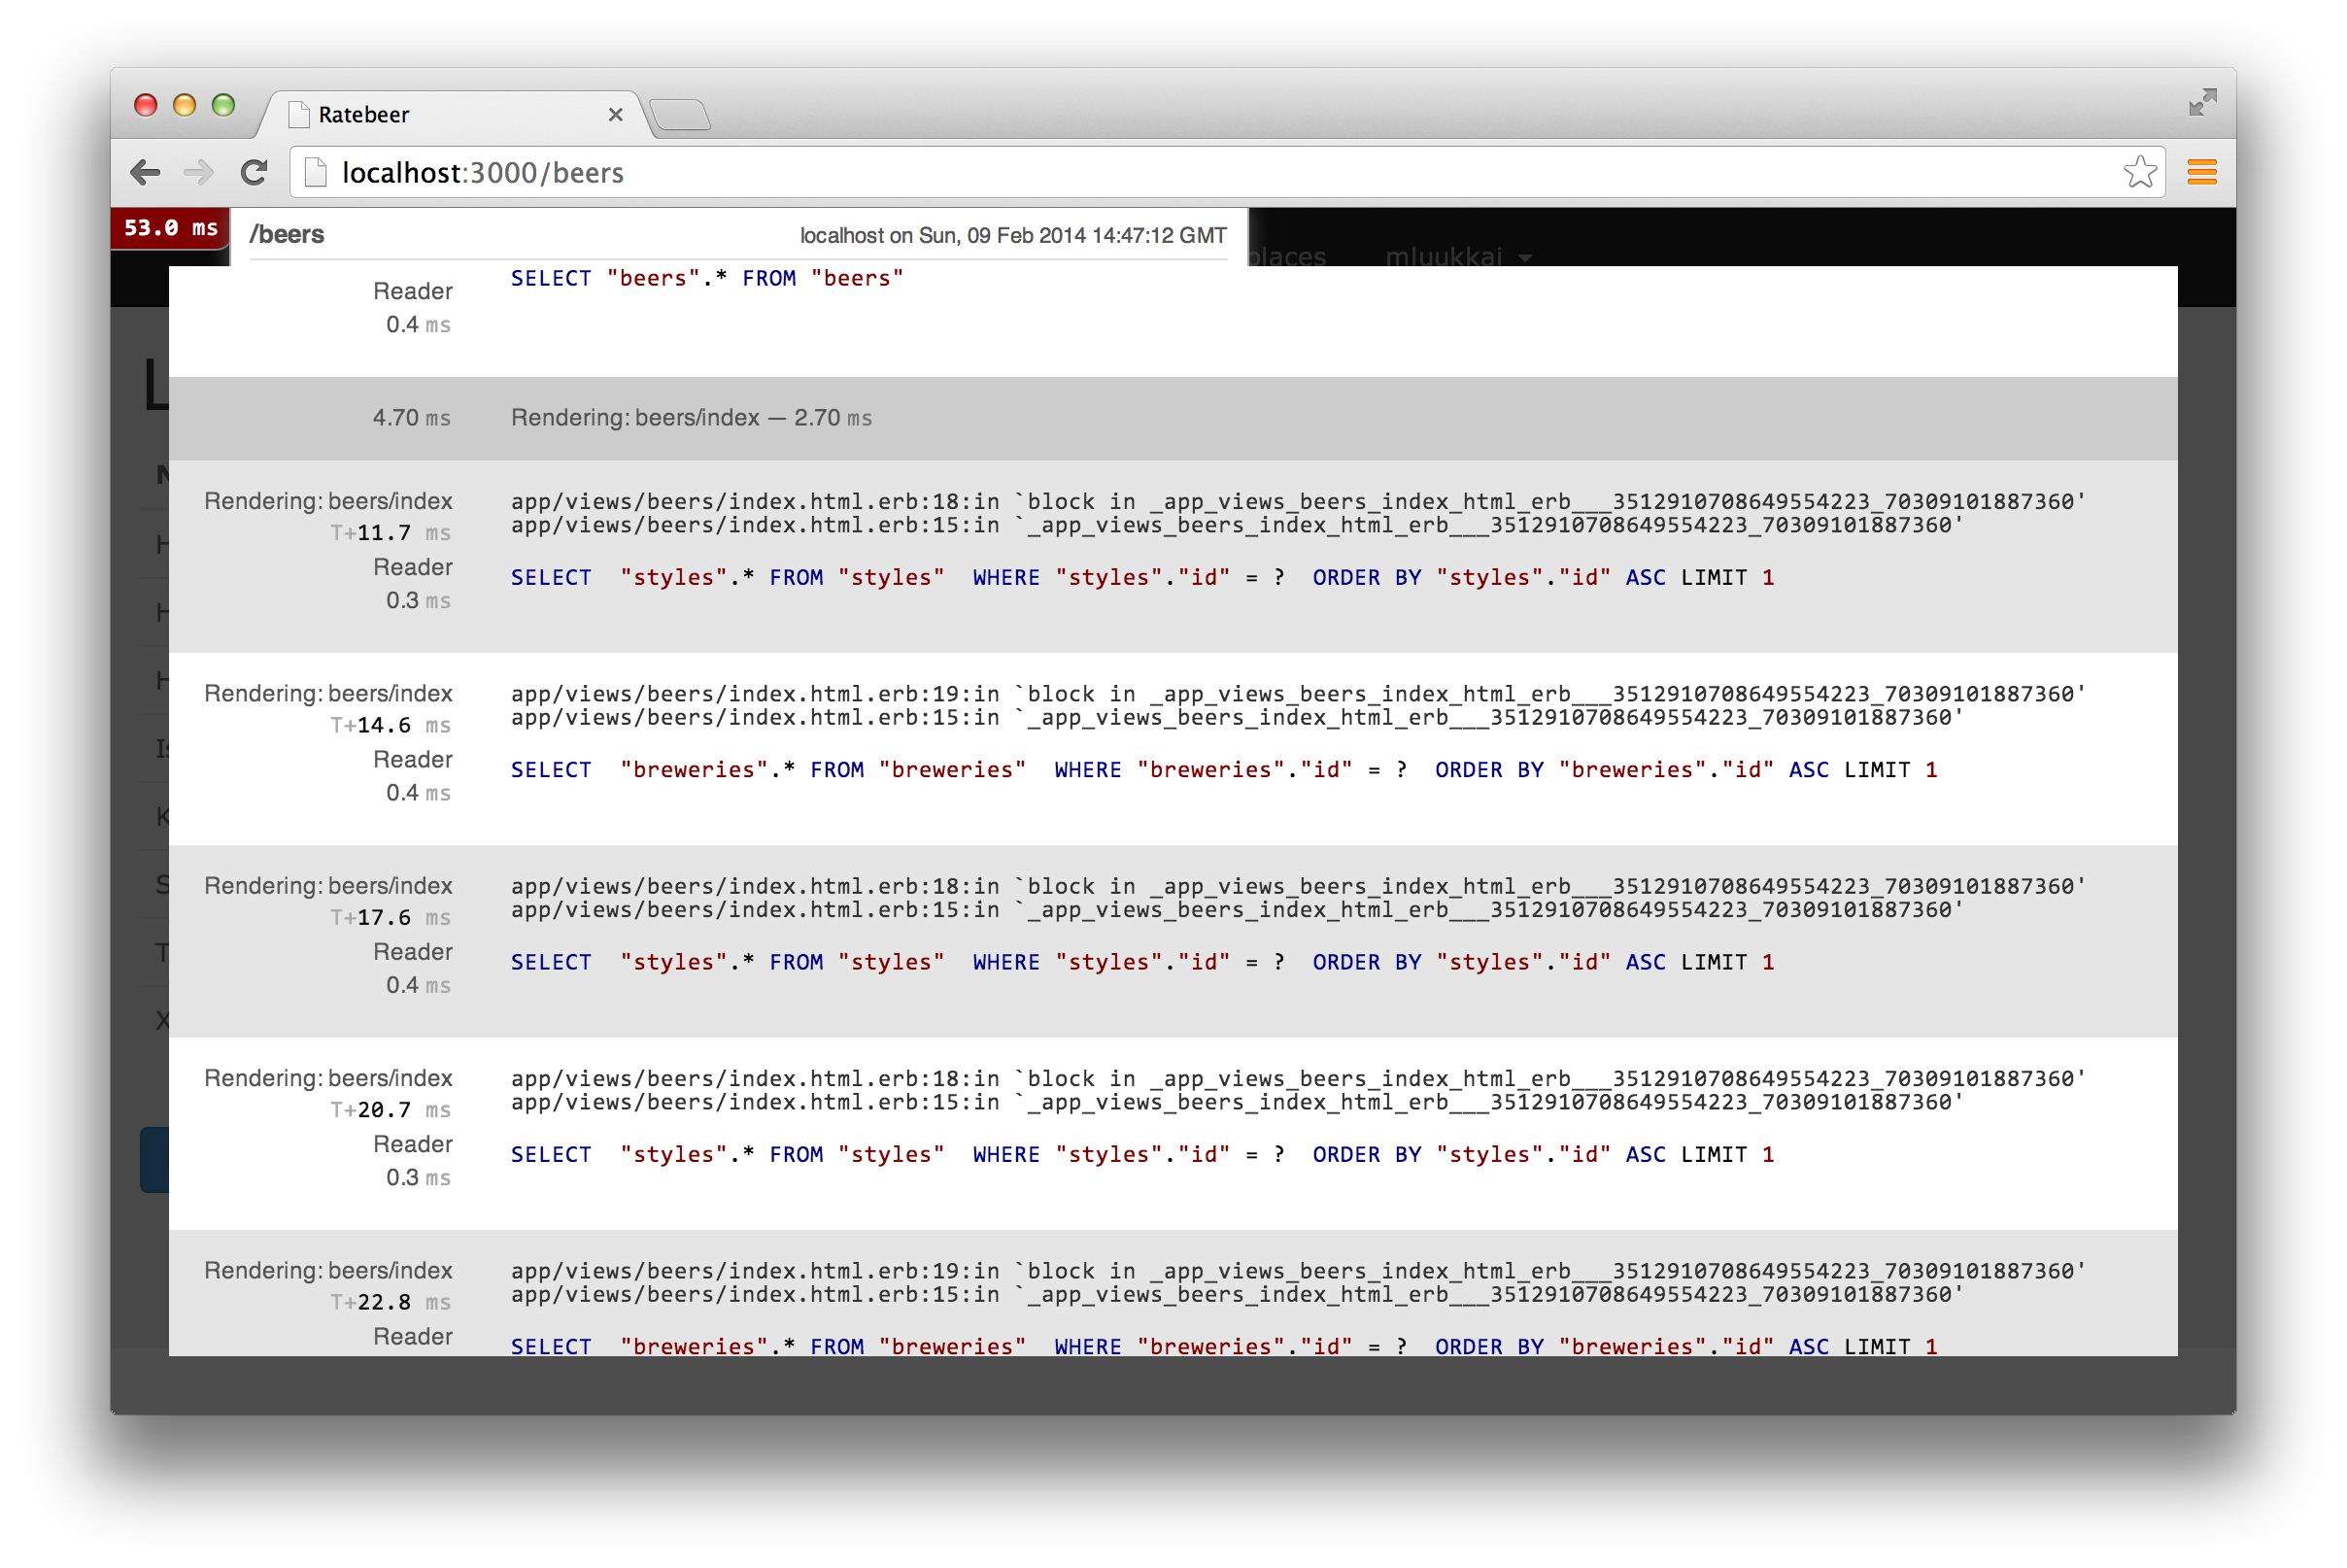 Ratebeer
localhost:3000/beers
53.0 ms
/beers
localhost on Sun, 09 Feb 2014 14:47:12 GMT
places
mluukkai
SELECT "beers".* FROM "beers"
Reader
0.4 ms
4.70 ms
Rendering: beers/index — 2.70 ms
Rendering: beers/index
app/views/beers/index.html.erb:18:in `block in _app_views_beers_index_html_erb___3512910708649554223_70309101887360'
T+11.7 ms
app/views/beers/index.html.erb:15:in `_app_views_beers_index_html_erb___3512910708649554223_70309101887360'
Reader
SELECT  "styles".* FROM "styles"  WHERE "styles"."id" = ?  ORDER BY "styles"."id" ASC LIMIT 1
0.3 ms
Rendering: beers/index
app/views/beers/index.html.erb:19:in `block in _app_views_beers_index_html_erb___3512910708649554223_70309101887360'
T+14.6 ms
app/views/beers/index.html.erb:15:in `_app_views_beers_index_html_erb___3512910708649554223_70309101887360'
Reader
SELECT  "breweries".* FROM "breweries"  WHERE "breweries"."id" = ?  ORDER BY "breweries"."id" ASC LIMIT 1
0.4 ms
Rendering: beers/index
app/views/beers/index.html.erb:18:in `block in _app_views_beers_index_html_erb___3512910708649554223_70309101887360'
T+17.6 ms
app/views/beers/index.html.erb:15:in `_app_views_beers_index_html_erb___3512910708649554223_70309101887360'
Reader
SELECT  "styles".* FROM "styles"  WHERE "styles"."id" = ?  ORDER BY "styles"."id" ASC LIMIT 1
0.4 ms
Rendering: beers/index
app/views/beers/index.html.erb:18:in `block in _app_views_beers_index_html_erb___3512910708649554223_70309101887360'
T+20.7 ms
app/views/beers/index.html.erb:15:in `_app_views_beers_index_html_erb___3512910708649554223_70309101887360'
Reader
SELECT  "styles".* FROM "styles"  WHERE "styles"."id" = ?  ORDER BY "styles"."id" ASC LIMIT 1
0.3 ms
Rendering: beers/index
app/views/beers/index.html.erb:19:in `block in _app_views_beers_index_html_erb___3512910708649554223_70309101887360'
T+22.8 ms
app/views/beers/index.html.erb:15:in `_app_views_beers_index_html_erb___3512910708649554223_70309101887360'
Reader
SELECT  "breweries".* FROM "breweries"  WHERE "breweries"."id" = ?  ORDER BY "breweries"."id" ASC LIMIT 1